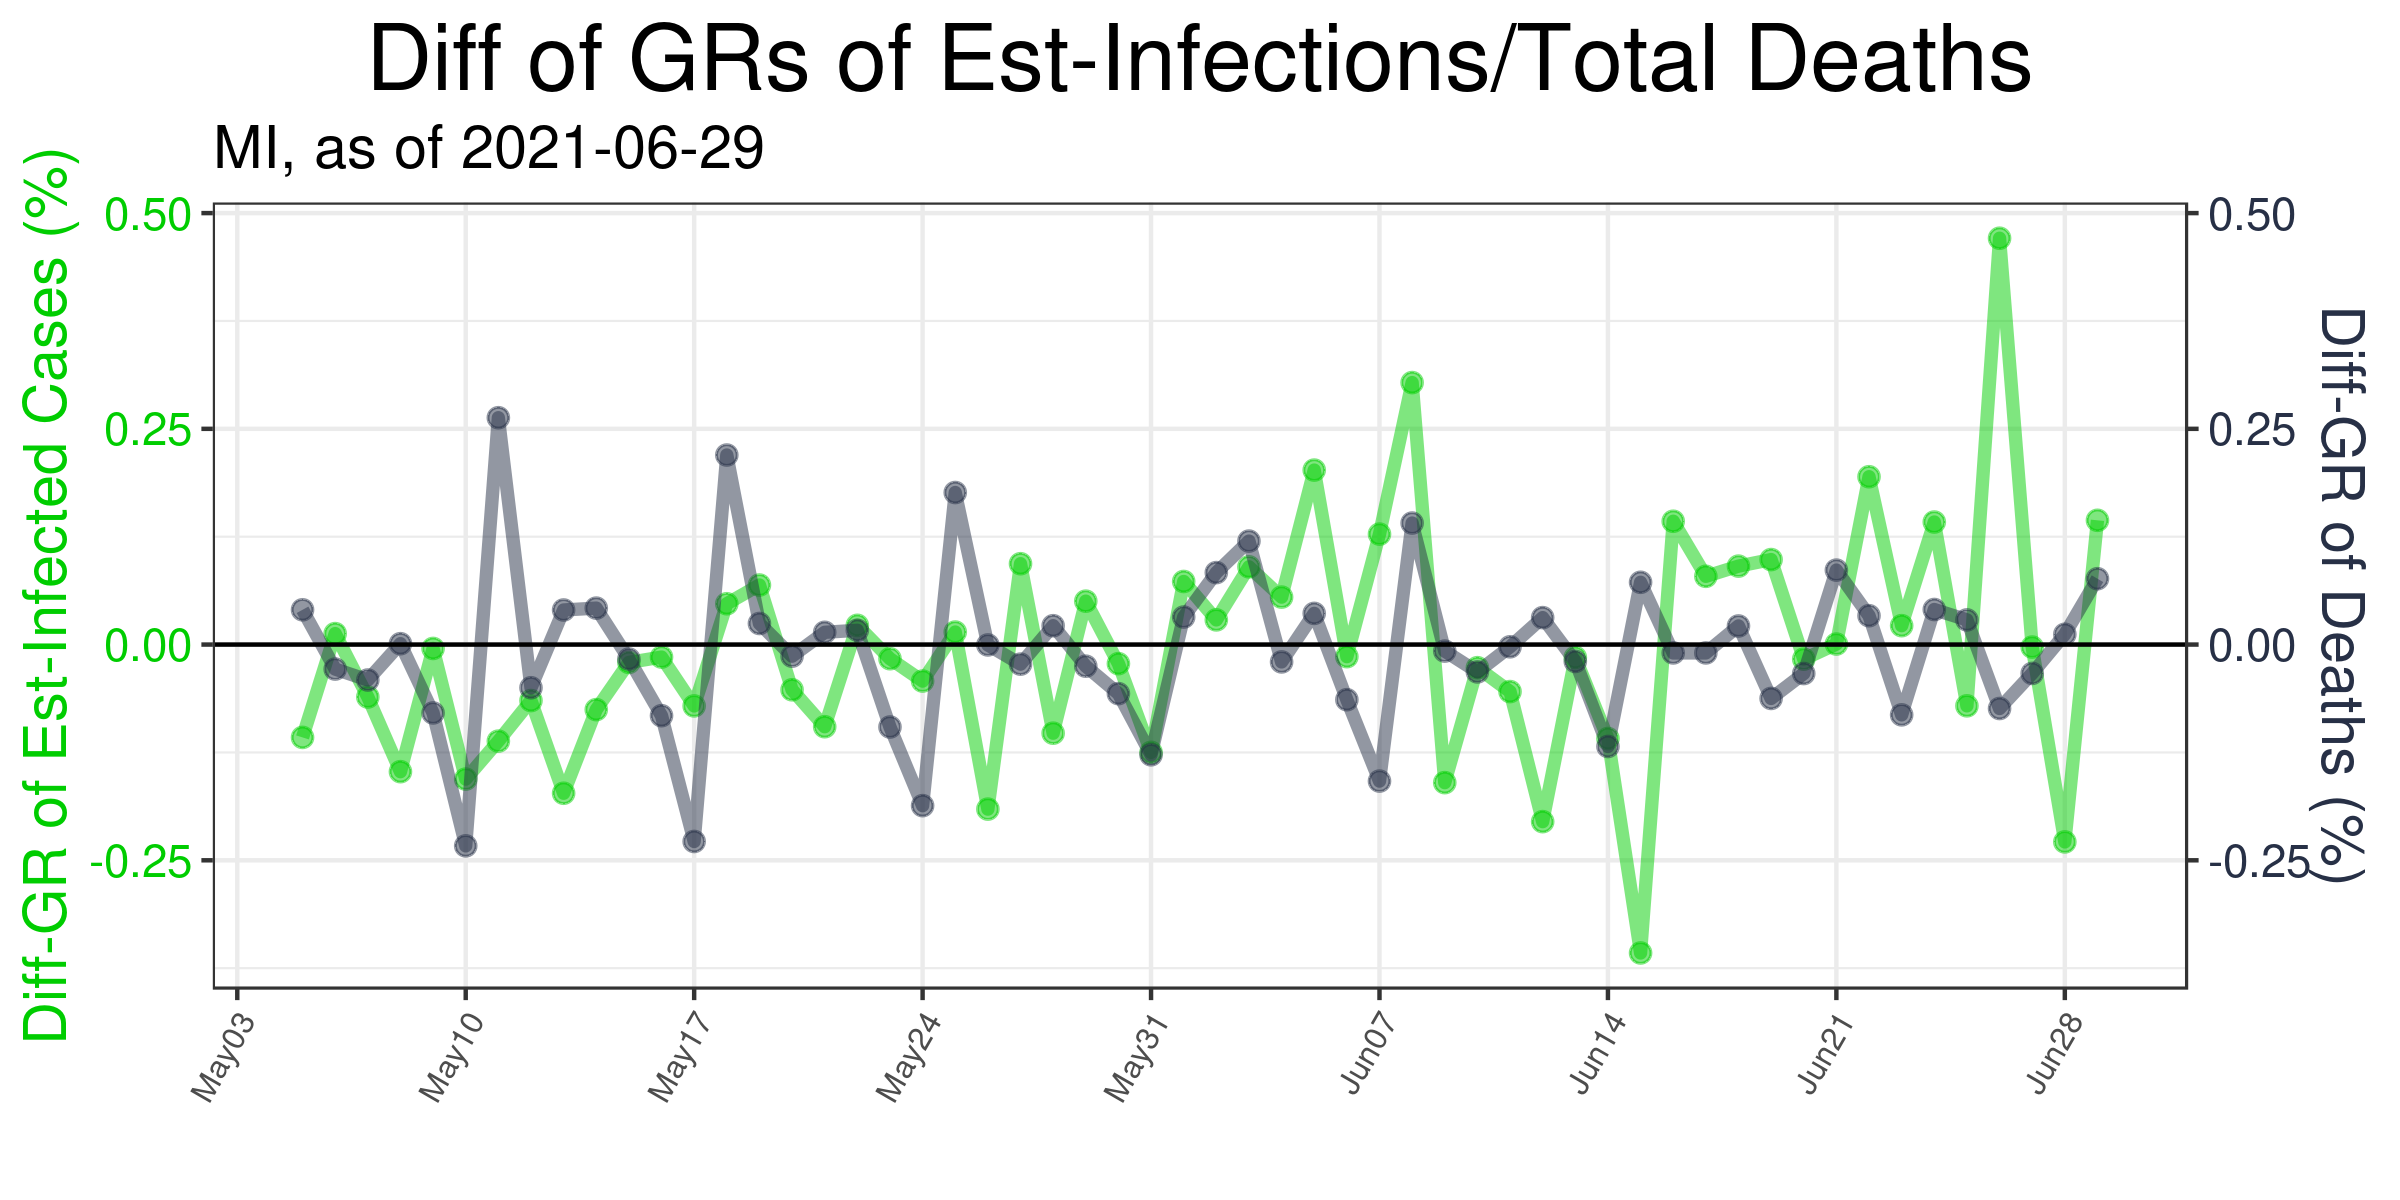 Diff of GRs of Est-Infections/Total Deaths
MI, as of 2021-06-29
Diff-GR of Est-Infected Cases (%)
0.50
0.25
0.00
-0.25
0.50
0.25
0.00
-0.25
Diff-GR of Deaths (%)
May03
May10
May17
May24
May31
Jun07
Jun14
Jun21
Jun28